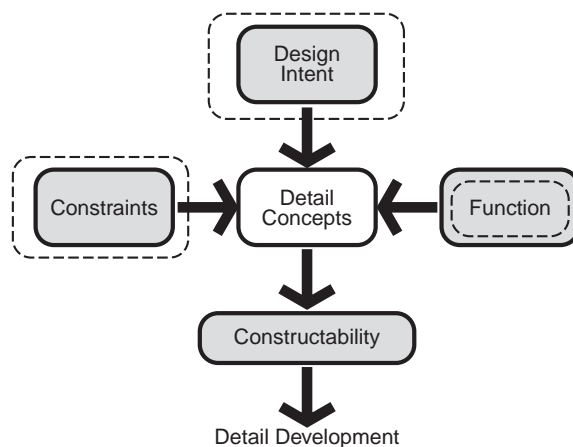 Design
Intent
Constraints
Detail
Concepts
Function
Constructability
Detail Development